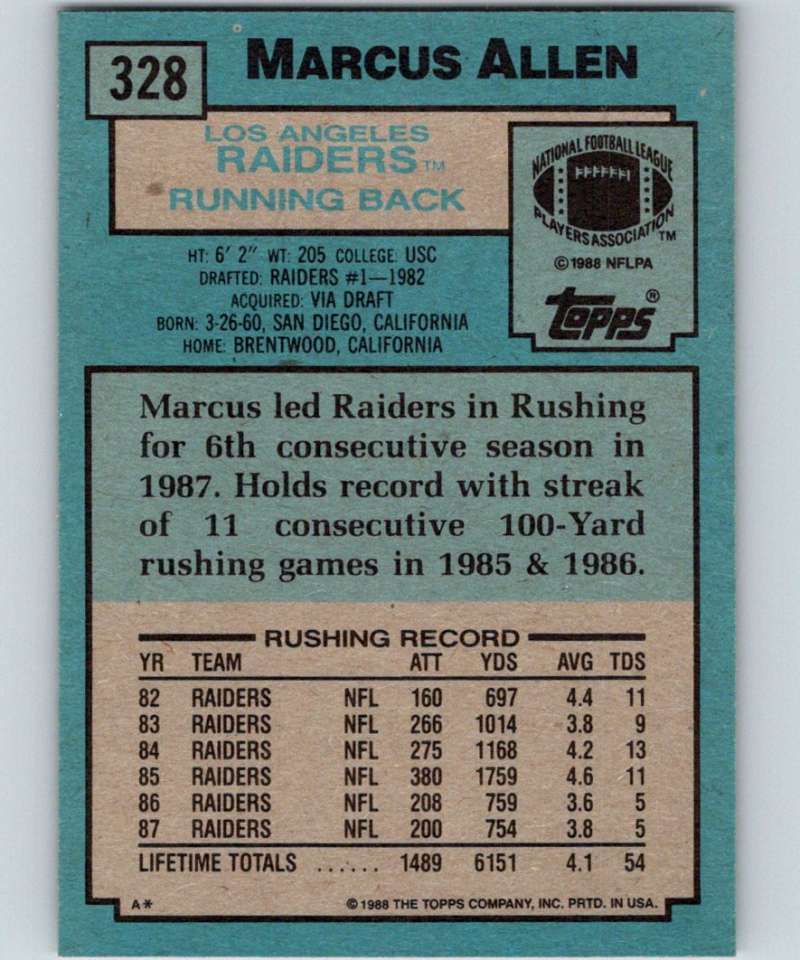 328
MARCUS ALLEN
LOS ANGELES
RAIDERS™
RUNNING BACK
NATIONAL FOOTBALL LEAGUE
PLAYERS ASSOCIATION™
©1988 NFLPA
Topps®
HT: 6' 2" WT: 205 COLLEGE: USC
DRAFTED: RAIDERS #1—1982
ACQUIRED: VIA DRAFT
BORN: 3-26-60, SAN DIEGO, CALIFORNIA
HOME: BRENTWOOD, CALIFORNIA
Marcus led Raiders in Rushing
for 6th consecutive season in
1987. Holds record with streak
of 11 consecutive 100-Yard
rushing games in 1985 & 1986.
RUSHING RECORD
YR TEAM ATT YDS AVG TDS
82 RAIDERS NFL 160 697 4.4 11
83 RAIDERS NFL 266 1014 3.8 9
84 RAIDERS NFL 275 1168 4.2 13
85 RAIDERS NFL 380 1759 4.6 11
86 RAIDERS NFL 208 759 3.6 5
87 RAIDERS NFL 200 754 3.8 5
LIFETIME TOTALS ...... 1489 6151 4.1 54
A* ©1988 THE TOPPS COMPANY, INC. PRTD. IN USA.